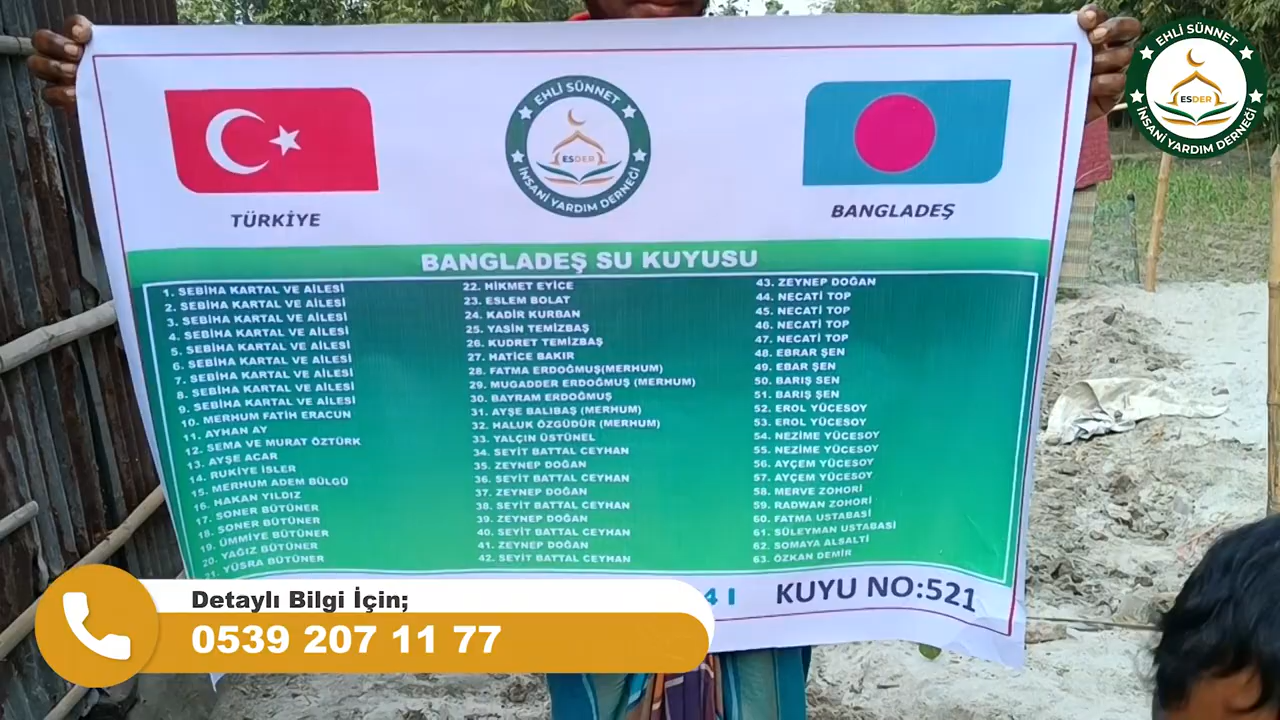 EHLİ SÜNNET
ESDER
İNSANİ YARDIM DERNEĞİ
EHLİ SÜNNET
ESDER
İNSANİ YARDIM DERNEĞİ
TÜRKİYE
BANGLADEŞ
BANGLADEŞ SU KUYUSU
1. SEBİHA KARTAL VE AİLESİ
2. SEBİHA KARTAL VE AİLESİ
3. SEBİHA KARTAL VE AİLESİ
4. SEBİHA KARTAL VE AİLESİ
5. SEBİHA KARTAL VE AİLESİ
6. SEBİHA KARTAL VE AİLESİ
7. SEBİHA KARTAL VE AİLESİ
8. SEBİHA KARTAL VE AİLESİ
9. SEBİHA KARTAL VE AİLESİ
10. MERHUM FATİH ERACUN
11. AYHAN AY
12. SEMA VE MURAT ÖZTÜRK
13. AYŞE ACAR
14. RUKİYE İSLER
15. MERHUM ADEM BÜLGÜ
16. HAKAN YILDIZ
17. SONER BÜTÜNER
18. SONER BÜTÜNER
19. ÜMMİYE BÜTÜNER
20. YAĞIZ BÜTÜNER
21. YÜSRA BÜTÜNER
22. HİKMET EYİCE
23. ESLEM BOLAT
24. KADİR KURBAN
25. YASİN TEMİZBAŞ
26. KUDRET TEMİZBAŞ
27. HATİCE BAKIR
28. FATMA ERDOĞMUŞ(MERHUM)
29. MUGADDER ERDOĞMUŞ (MERHUM)
30. BAYRAM ERDOĞMUŞ
31. AYŞE BALIBAŞ (MERHUM)
32. HALUK ÖZGÜDÜR (MERHUM)
33. YALÇIN ÜSTÜNEL
34. SEYİT BATTAL CEYHAN
35. ZEYNEP DOĞAN
36. SEYİT BATTAL CEYHAN
37. ZEYNEP DOĞAN
38. SEYİT BATTAL CEYHAN
39. ZEYNEP DOĞAN
40. SEYİT BATTAL CEYHAN
41. ZEYNEP DOĞAN
42. SEYİT BATTAL CEYHAN
43. ZEYNEP DOĞAN
44. NECATİ TOP
45. NECATİ TOP
46. NECATİ TOP
47. NECATİ TOP
48. EBRAR ŞEN
49. EBAR ŞEN
50. BARIŞ SEN
51. BARIŞ ŞEN
52. EROL YÜCESOY
53. EROL YÜCESOY
54. NEZİME YÜCESOY
55. NEZİME YÜCESOY
56. AYÇEM YÜCESOY
57. AYÇEM YÜCESOY
58. MERVE ZOHORİ
59. RADWAN ZOHORİ
60. FATMA USTABASİ
61. SÜLEYMAN USTABASİ
62. SOMAYA ALSALTİ
63. ÖZKAN DEMİR
41
KUYU NO:521
Detaylı Bilgi İçin;
0539 207 11 77